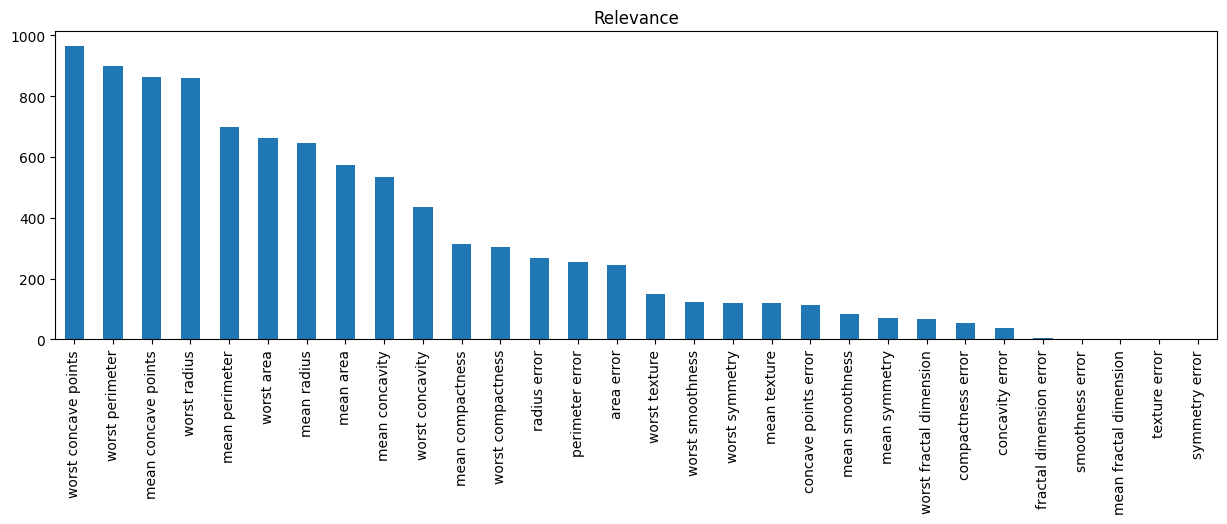 Relevance
1000
800
600
400
200
0
worst concave points
worst perimeter
mean concave points
worst radius
mean perimeter
worst area
mean radius
mean area
mean concavity
worst concavity
mean compactness
worst compactness
radius error
perimeter error
area error
worst texture
worst smoothness
worst symmetry
mean texture
concave points error
mean smoothness
mean symmetry
worst fractal dimension
compactness error
concavity error
fractal dimension error
smoothness error
mean fractal dimension
texture error
symmetry error